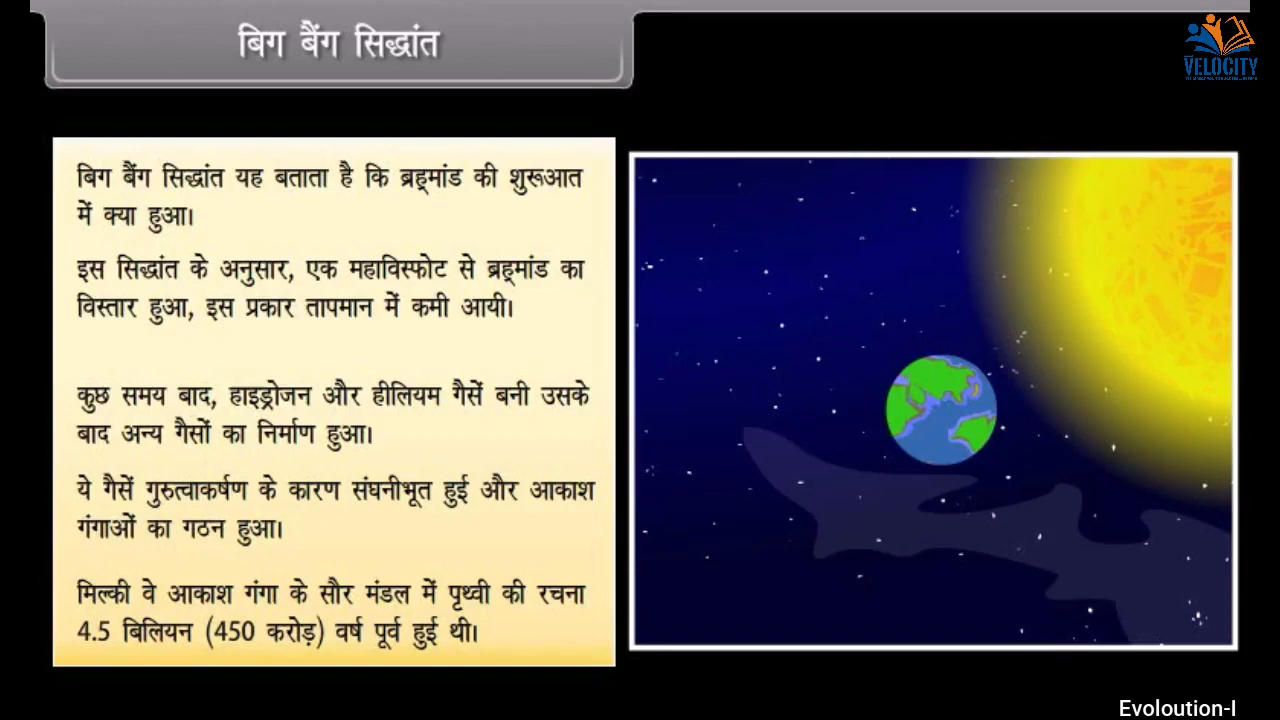 बिग बैंग सिद्धांत
VELOCITY
बिग बैंग सिद्धांत यह बताता है कि ब्रह्मांड की शुरूआत
में क्या हुआ।
इस सिद्धांत के अनुसार, एक महाविस्फोट से ब्रह्मांड का
विस्तार हुआ, इस प्रकार तापमान में कमी आयी।
कुछ समय बाद, हाइड्रोजन और हीलियम गैसें बनी उसके
बाद अन्य गैसों का निर्माण हुआ।
ये गैसें गुरुत्वाकर्षण के कारण संघनीभूत हुई और आकाश
गंगाओं का गठन हुआ।
मिल्की वे आकाश गंगा के सौर मंडल में पृथ्वी की रचना
4.5 बिलियन (450 करोड़) वर्ष पूर्व हुई थी।
Evoloution-I